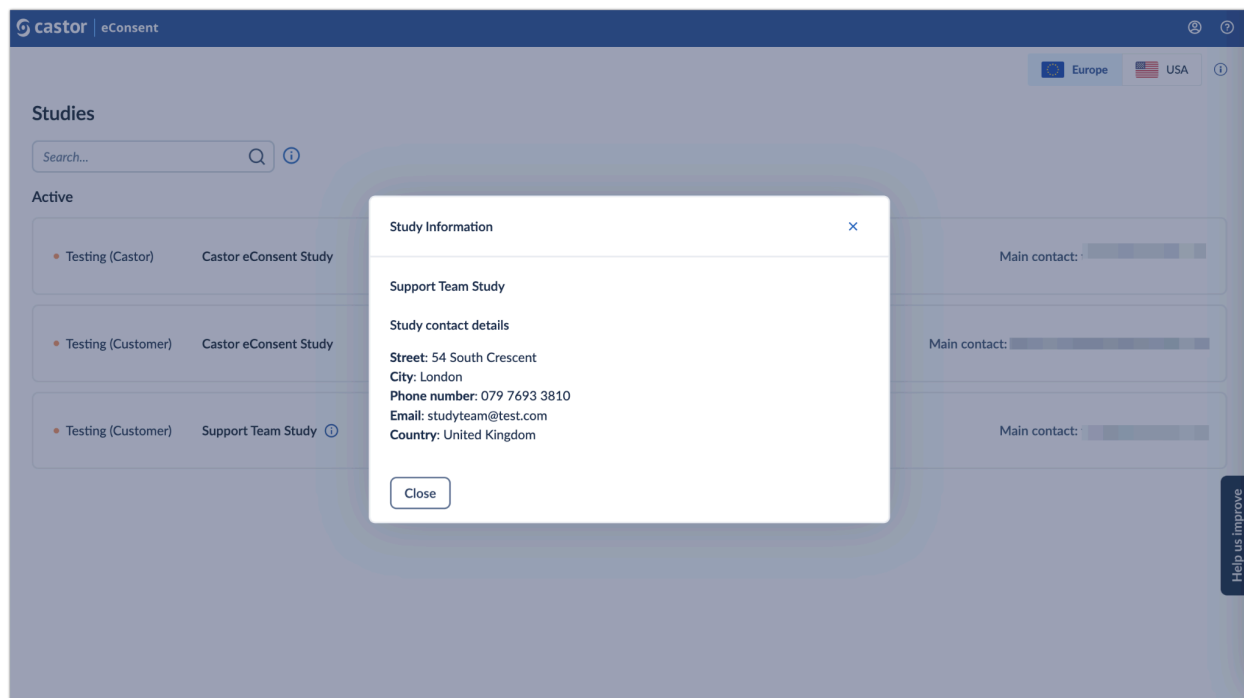 castor | eConsent
Europe USA
Studies
Search...
Active
Testing (Castor) Castor eConsent Study Main contact:
Testing (Customer) Castor eConsent Study Main contact:
Testing (Customer) Support Team Study Main contact:
Study Information
Support Team Study
Study contact details
Street: 54 South Crescent
City: London
Phone number: 079 7693 3810
Email: studyteam@test.com
Country: United Kingdom
Close
Help us improve